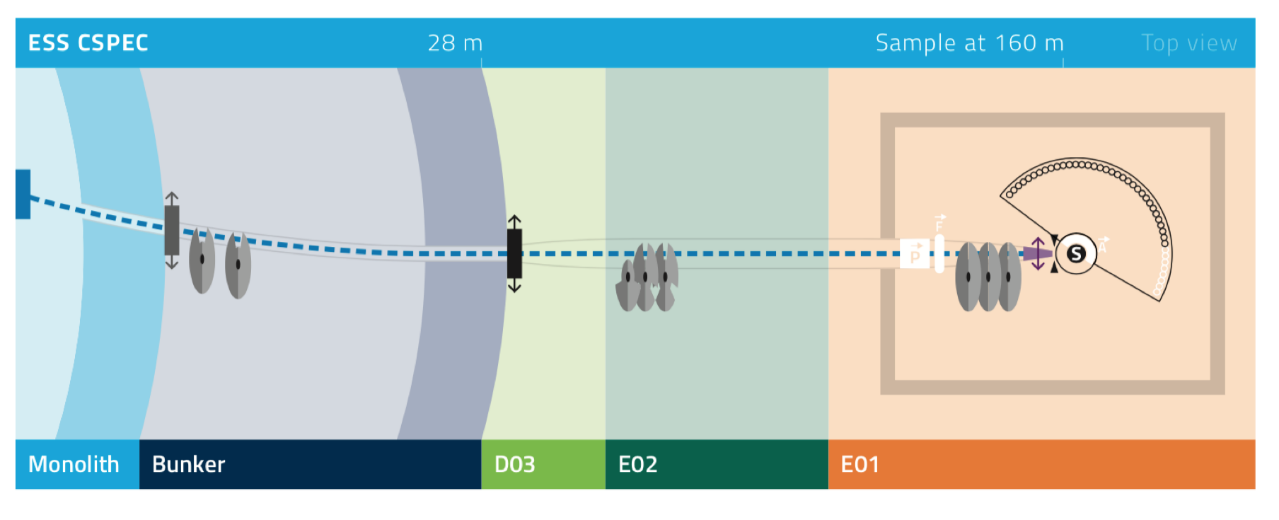 ESS CSPEC
28 m
Sample at 160 m
Top view
P
F
S
Monolith
Bunker
D03
E02
E01